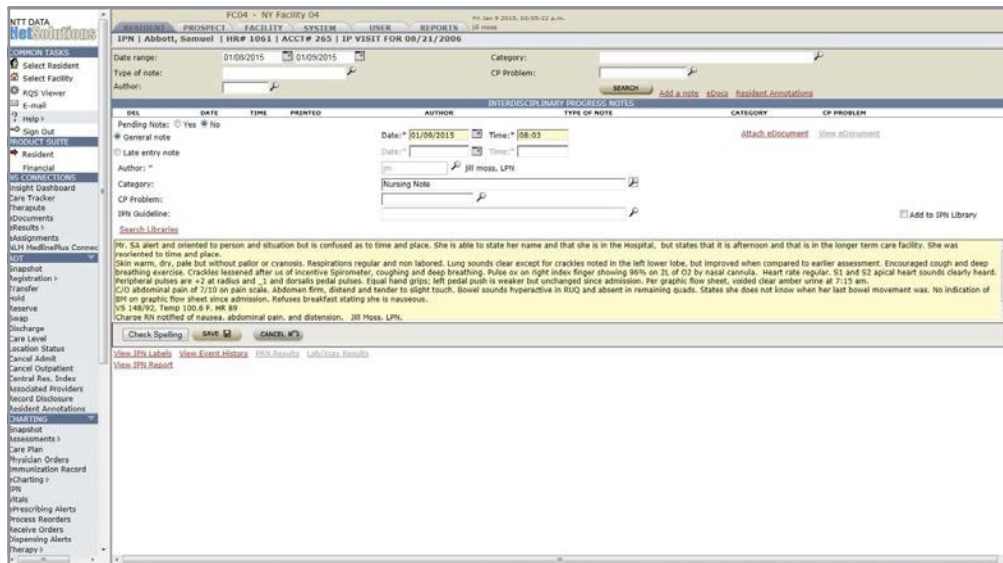 NTT DATA
NetSolutions
FC04 - NY Facility 04
Fri Jan 9 2015, 03:05:22 p.m.
RESIDENT PROSPECT FACILITY SYSTEM USER REPORTS jill moss
IPN | Abbott, Samuel | HR# 1061 | ACCT# 265 | IP VISIT FOR 08/21/2006
COMMON TASKS
Select Resident
Select Facility
RQS Viewer
E-mail
Help
Sign Out
PRODUCT SUITE
Resident
Financial
NS CONNECTIONS
Insight Dashboard
Care Tracker
Therapute
eDocuments
eResults
eAssignments
NLM MedlinePlus Connec
ADT
Snapshot
Registration
Transfer
Hold
Reserve
Swap
Discharge
Care Level
Location Status
Cancel Admit
Cancel Outpatient
Central Res. Index
Associated Providers
Record Disclosure
Resident Annotations
CHARTING
Snapshot
Assessments
Care Plan
Physician Orders
Immunization Record
eCharting
IPN
Vitals
ePrescribing Alerts
Process Reorders
Receive Orders
Dispensing Alerts
Therapy
Date range: 01/08/2015 01/09/2015 Category:
Type of note: CP Problem:
Author: SEARCH Add a note eDocs Resident Annotations
INTERDISCIPLINARY PROGRESS NOTES
DEL DATE TIME PRINTED AUTHOR TYPE OF NOTE CATEGORY CP PROBLEM
Pending Note: Yes No
General note Date:* 01/09/2015 Time:* 08:03 Attach eDocument View eDocument
Late entry note Date:* Time:*
Author: * jm jill moss, LPN
Category: Nursing Note
CP Problem:
IPN Guideline: Add to IPN Library
Search Libraries
Mr. SA alert and oriented to person and situation but is confused as to time and place. She is able to state her name and that she is in the Hospital, but states that it is afternoon and that is in the longer term care facility. She was
reoriented to time and place.
Skin warm, dry, pale but without pallor or cyanosis. Respirations regular and non labored. Lung sounds clear except for crackles noted in the left lower lobe, but improved when compared to earlier assessment. Encouraged cough and deep
breathing exercise. Crackles lessened after us of incentive Spirometer, coughing and deep breathing. Pulse ox on right index finger showing 96% on 2L of O2 by nasal cannula. Heart rate regular. S1 and S2 apical heart sounds clearly heard.
Peripheral pulses are +2 at radius and _1 and dorsalis pedal pulses. Equal hand grips; left pedal push is weaker but unchanged since admission. Per graphic flow sheet, voided clear amber urine at 7:15 am.
C/O abdominal pain of 7/10 on pain scale. Abdomen firm, distend and tender to slight touch. Bowel sounds hyperactive in RUQ and absent in remaining quads. States she does not know when her last bowel movement was. No indication of
BM on graphic flow sheet since admission. Refuses breakfast stating she is nauseous.
VS 148/92, Temp 100.6 F. HR 89
Charge RN notified of nausea, abdominal pain, and distension. Jill Moss, LPN.
Check Spelling SAVE CANCEL
View IPN Labels View Event History PRN Results Lab/Xray Results
View IPN Report